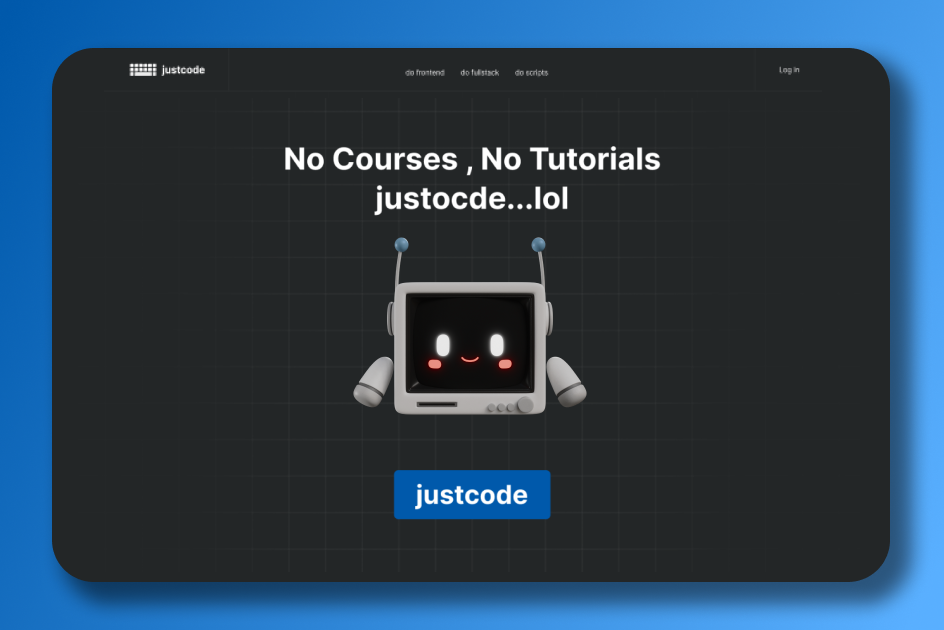 justcode
do frontend do fullstack do scripts
Log in
No Courses , No Tutorials
justocde...lol
justcode